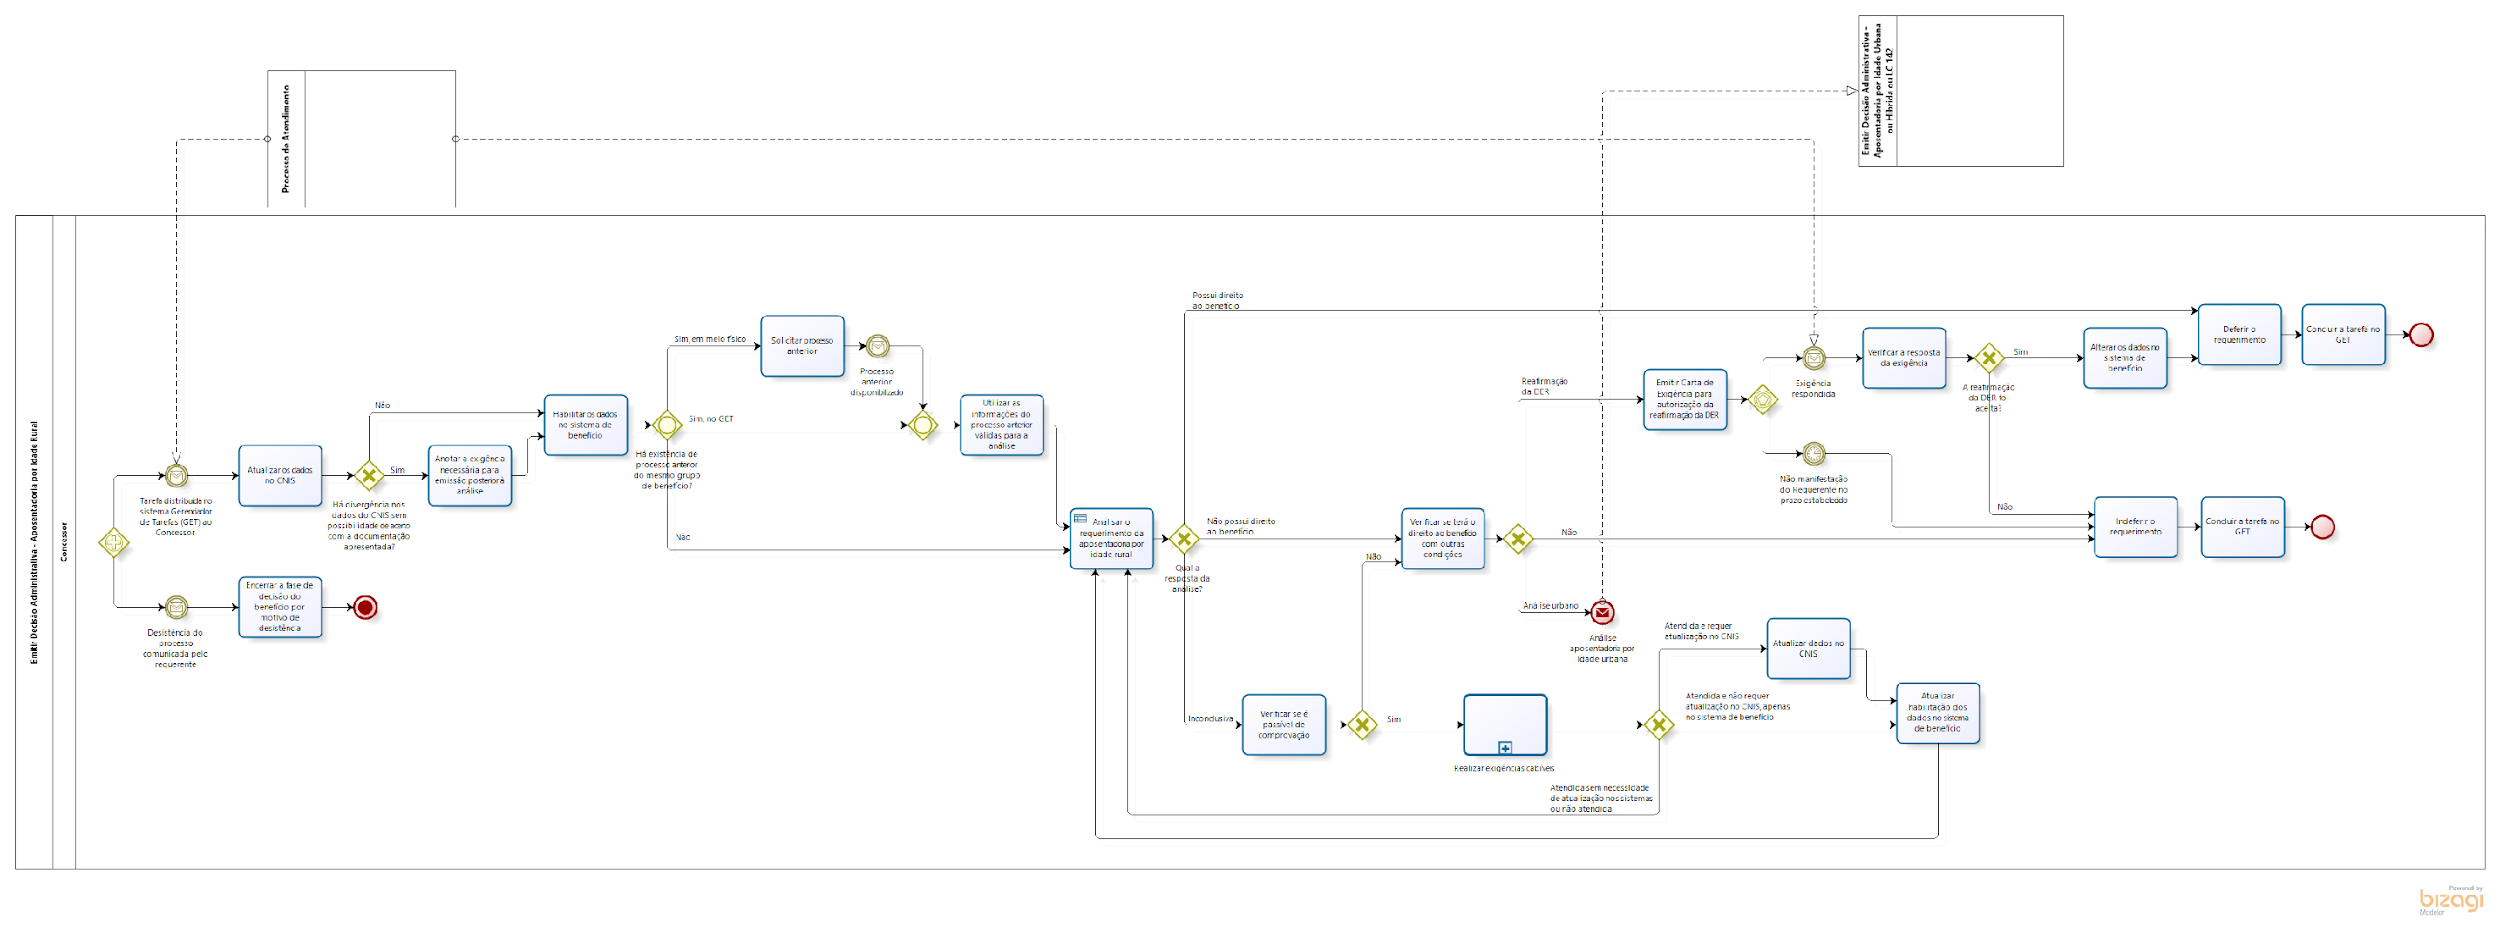 Processo de Atendimento
Emitir Decisão Administrativa -
Aposentadoria por Idade Urbana
ou Híbrida ou LC 142
Emitir Decisão Administrativa - Aposentadoria por Idade Rural
Concessor
Tarefa distribuída no
sistema Gerenciador
de Tarefas (GET) ao
Concessor
Atualizar os dados
no CNIS
Há divergência nos
dados do CNIS sem
possibilidade de acerto
com a documentação
apresentada?
Não
Sim
Anotar a exigência
necessária para
emissão posterior à
análise
Habilitar os dados
no sistema de
benefício
Desistência do
processo
comunicada pelo
requerente
Encerrar a fase de
decisão do
benefício por
motivo de
desistência
Há existência de
processo anterior
do mesmo grupo
de benefício?
Sim, em meio físico
Sim, no GET
Não
Solicitar processo
anterior
Processo
anterior
disponibilizado
Utilizar as
informações do
processo anterior
válidas para a
análise
Analisar o
requerimento da
aposentadoria por
idade rural
Qual a
resposta da
análise?
Possui direito
ao benefício
Não possui direito
ao benefício
Inconclusiva
Verificar se é
passível de
comprovação
Não
Sim
Realizar exigências cabíveis
Verificar se terá o
direito ao benefício
com outras
condições
Reafirmação
da DER
Não
Análise urbano
Análise
aposentadoria por
idade urbana
Emitir Carta de
Exigência para
autorização da
reafirmação da DER
Exigência
respondida
Não manifestação
do Requerente no
prazo estabelecido
Verificar a resposta
da exigência
A reafirmação
da DER foi
aceita?
Sim
Não
Alterar os dados no
sistema de
benefício
Deferir o
requerimento
Concluir a tarefa no
GET
Indeferir o
requerimento
Concluir a tarefa no
GET
Atendida e requer
atualização no CNIS
Atualizar dados no
CNIS
Atendida e não requer
atualização no CNIS, apenas
no sistema de benefício
Atualizar
habilitação dos
dados no sistema
de benefício
Atendida sem necessidade
de atualização nos sistemas
ou não atendida
Powered by
bizagi
Modeler